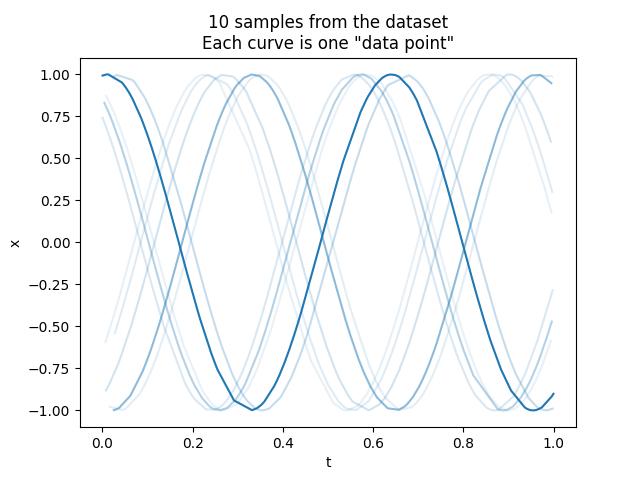 10 samples from the dataset
Each curve is one "data point"
1.00
0.75
0.50
0.25
0.00
−0.25
−0.50
−0.75
−1.00
x
0.0 0.2 0.4 0.6 0.8 1.0
t